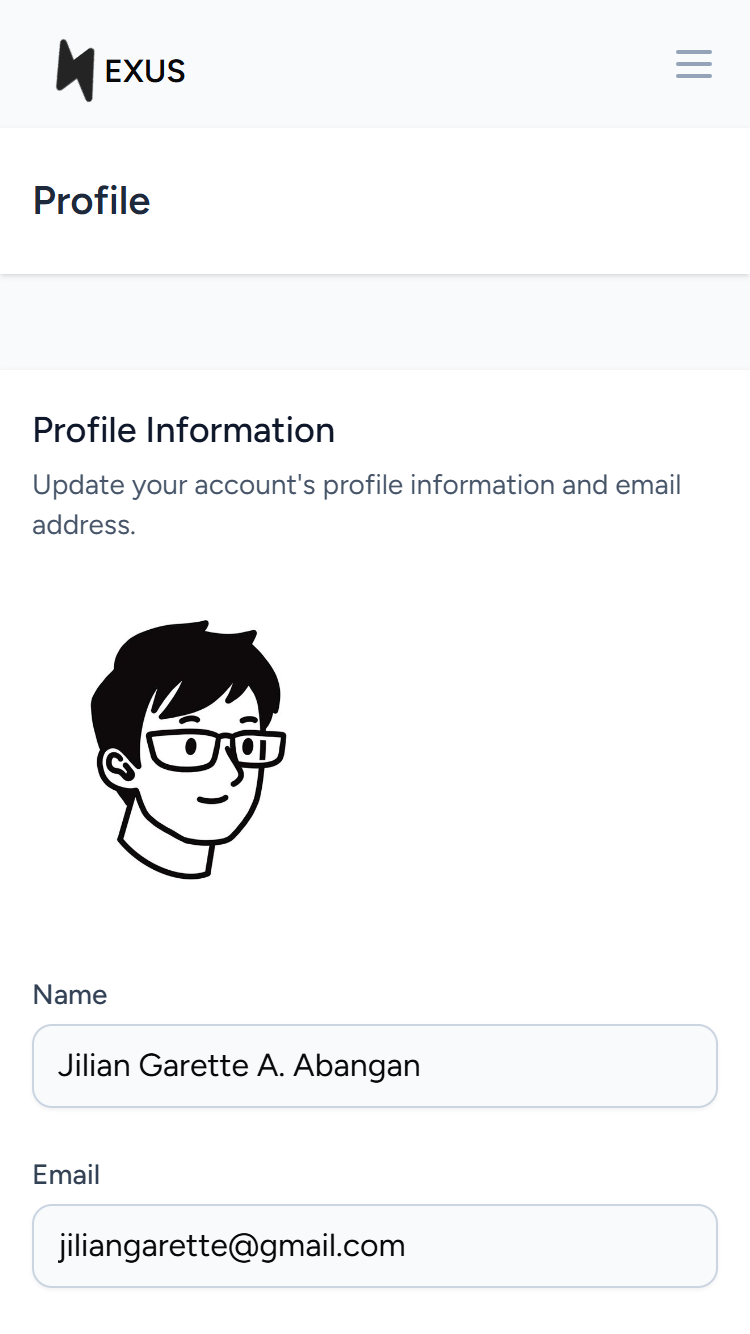 EXUS
Profile
Profile Information
Update your account's profile information and email
address.
Name
Jilian Garette A. Abangan
Email
jiliangarette@gmail.com